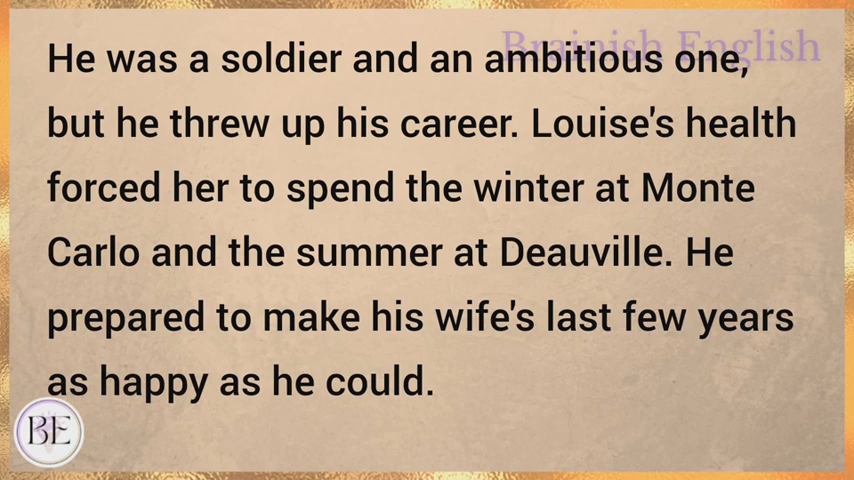 Brainish English
He was a soldier and an ambitious one,
but he threw up his career. Louise's health
forced her to spend the winter at Monte
Carlo and the summer at Deauville. He
prepared to make his wife's last few years
as happy as he could.
BE